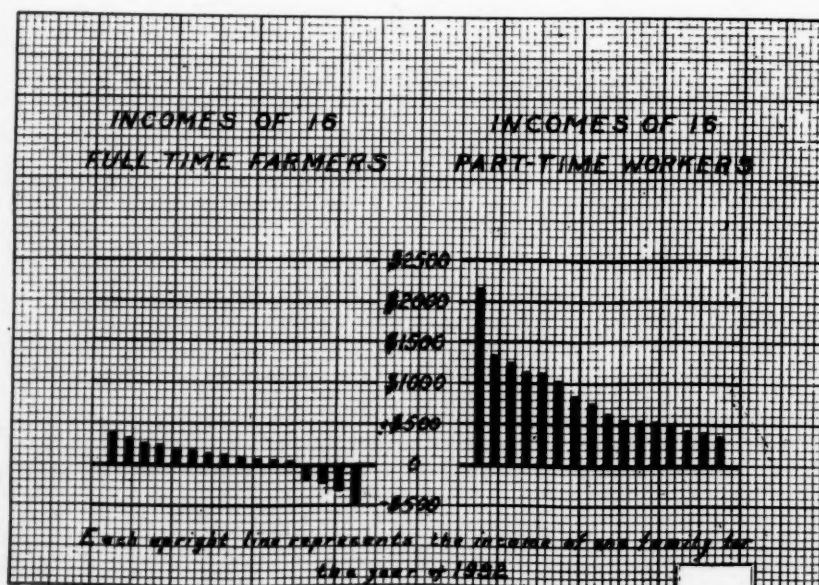 INCOMES OF 16
FULL-TIME FARMERS
INCOMES OF 16
PART-TIME WORKERS
$2500
$2000
$1500
$1000
+$500
0
-$500
Each upright line represents the income of one family for
the year of 1932